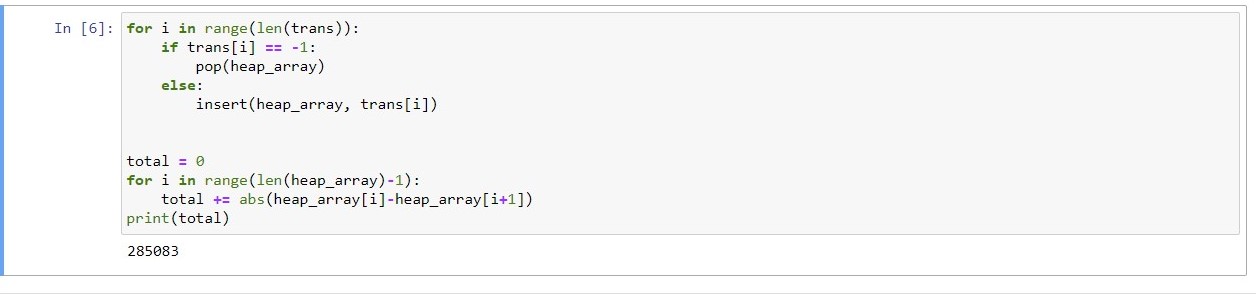 In [6]: for i in range(len(trans)):
    if trans[i] == -1:
        pop(heap_array)
    else:
        insert(heap_array, trans[i])
total = 0
for i in range(len(heap_array)-1):
    total += abs(heap_array[i]-heap_array[i+1])
print(total)
285083